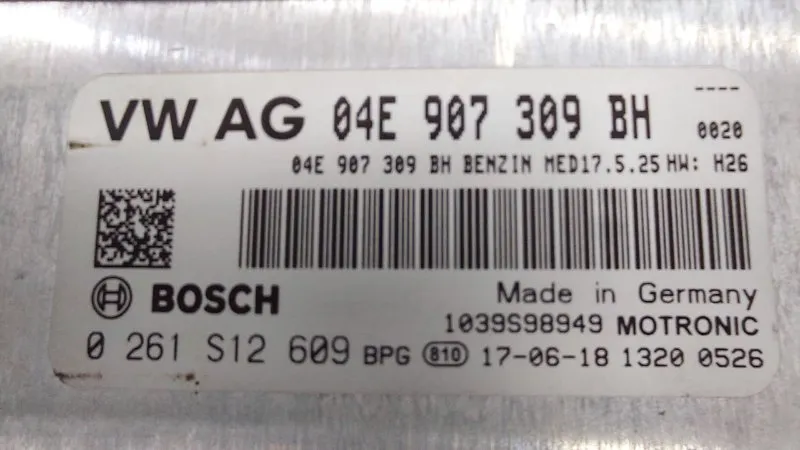 VW AG 04E 907 309 BH
----
0020
04E 907 309 BH BENZIN MED17.5.25 HW: H26
BOSCH
Made in Germany
1039S98949 MOTRONIC
0 261 S12 609 BPG 810 17-06-18 1320 0526